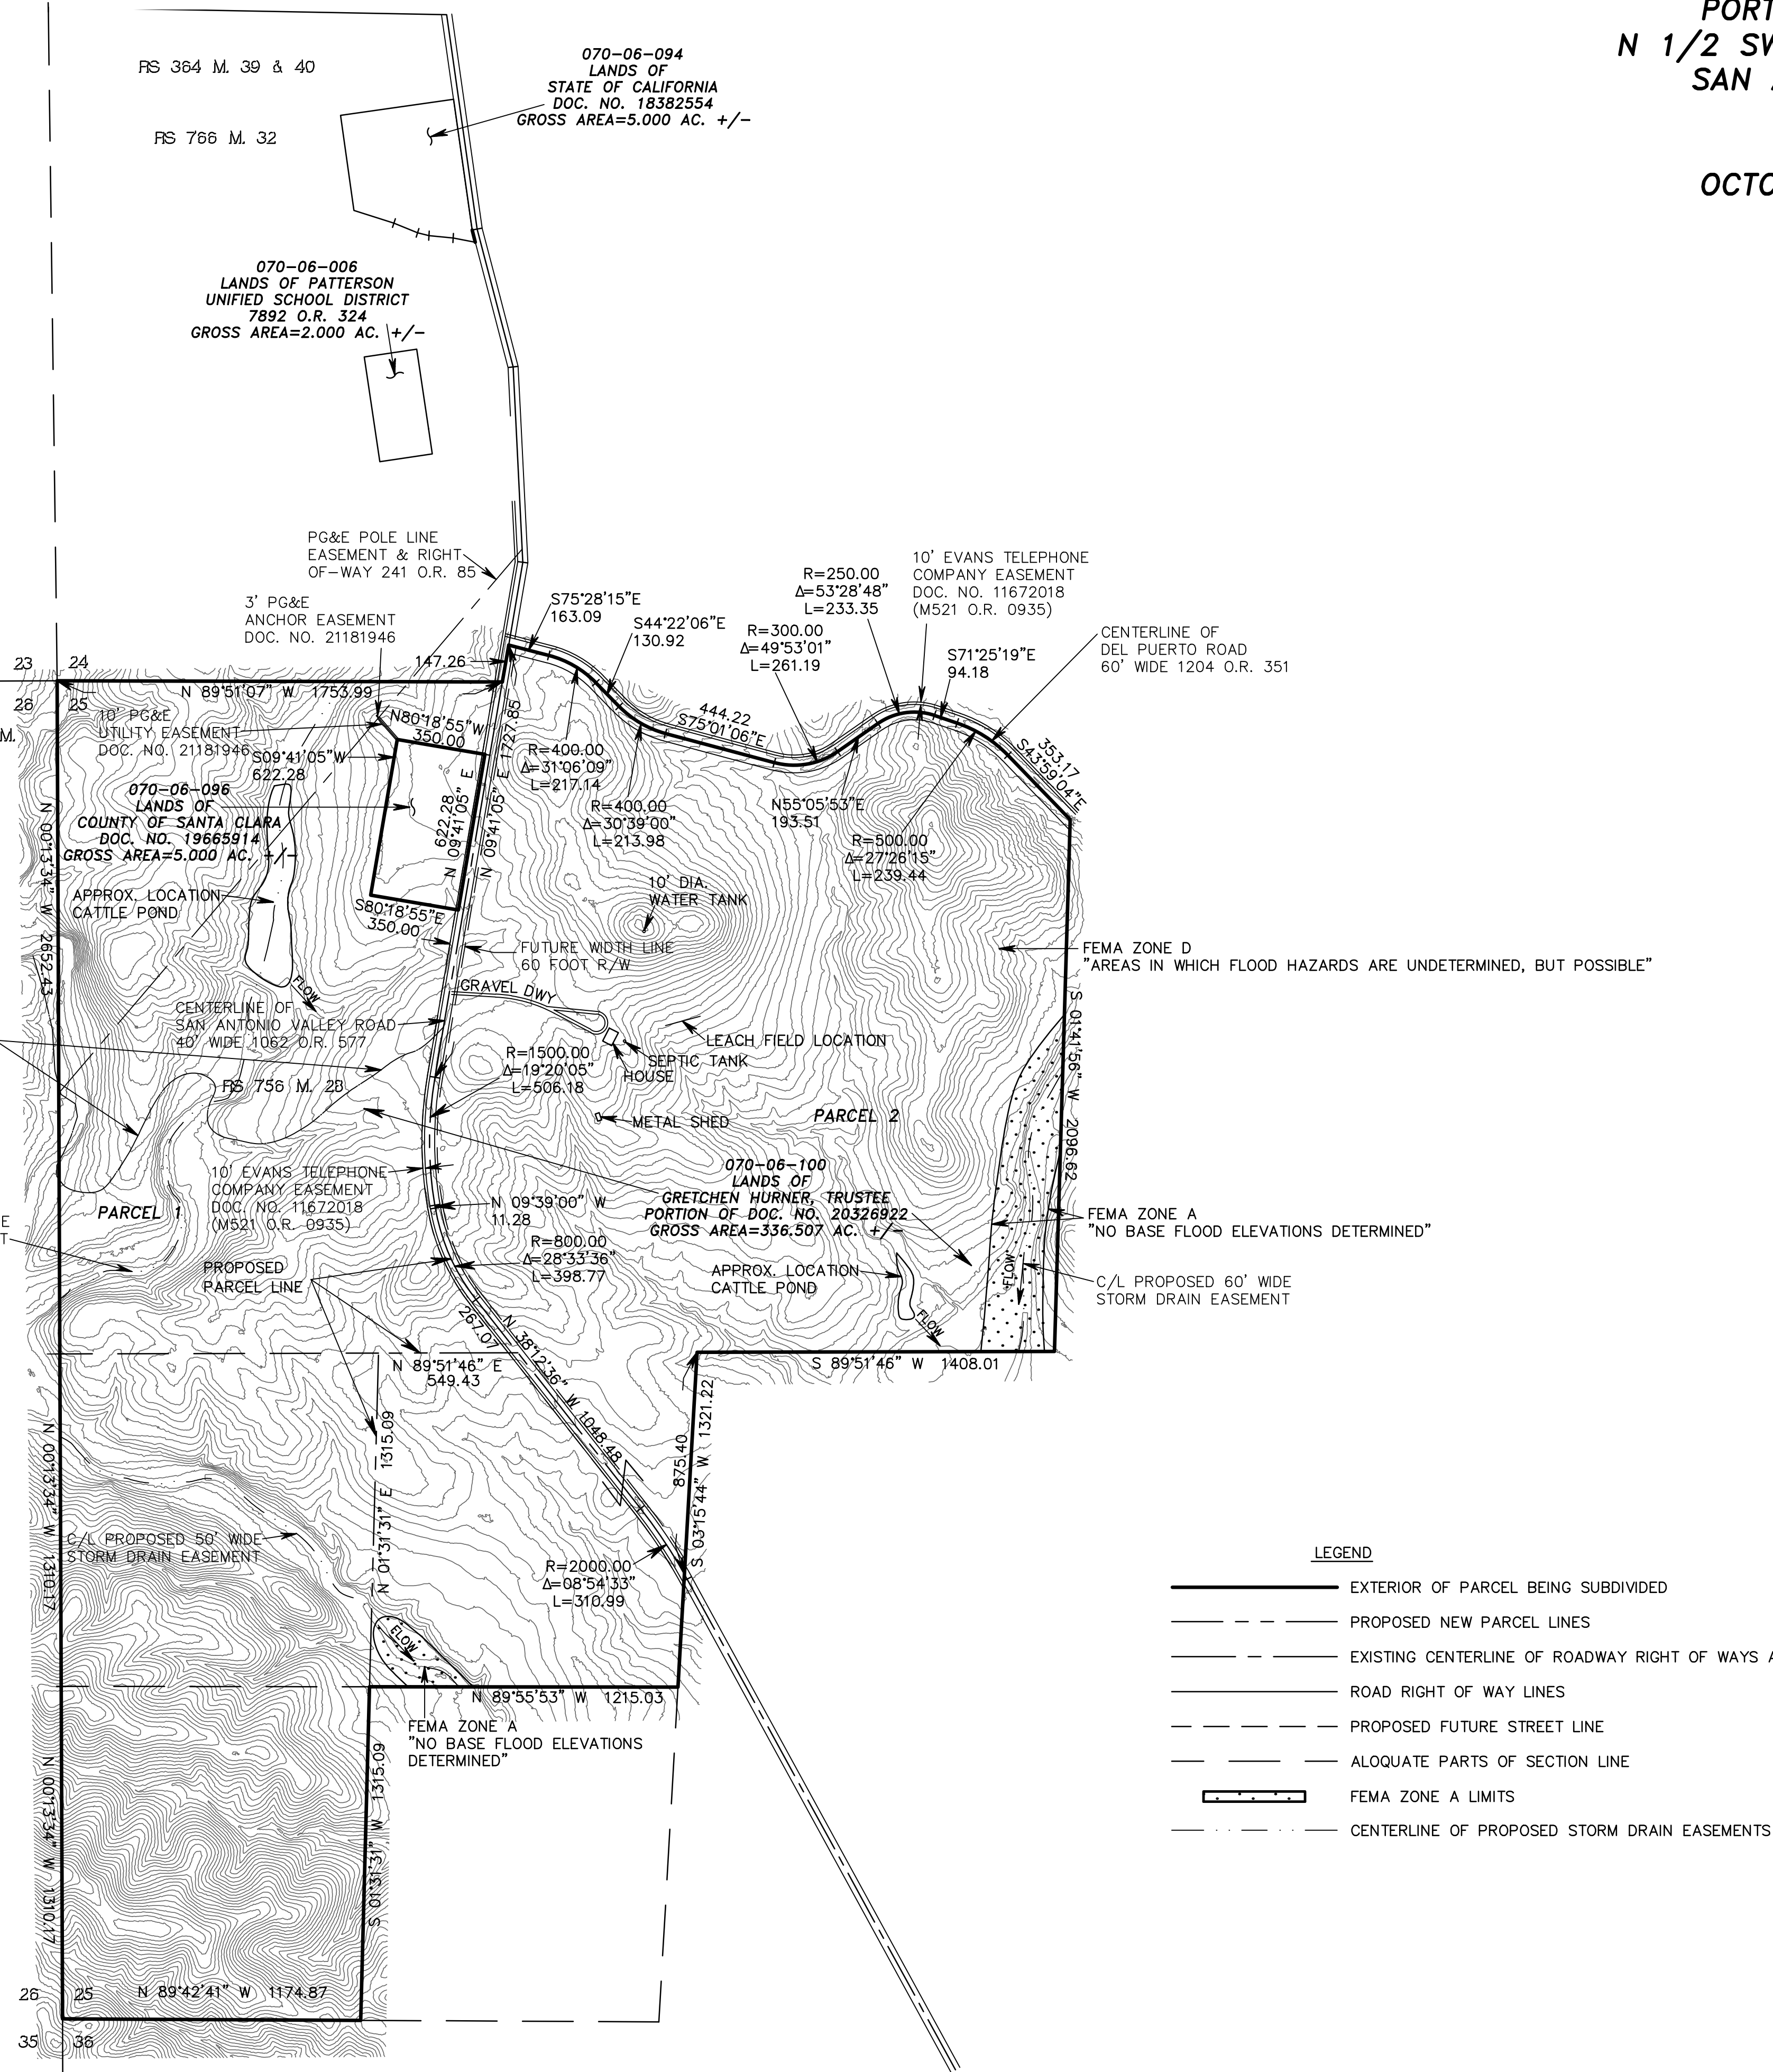 PORT
N 1/2 SW
SAN
OCTO
RS 364 M. 39 & 40
RS 766 M. 32
070-06-094
LANDS OF
STATE OF CALIFORNIA
DOC. NO. 18382554
GROSS AREA=5.000 AC. +/-
070-06-006
LANDS OF PATTERSON
UNIFIED SCHOOL DISTRICT
7892 O.R. 324
GROSS AREA=2.000 AC. +/-
PG&E POLE LINE
EASEMENT & RIGHT
OF-WAY 241 O.R. 85
3' PG&E
ANCHOR EASEMENT
DOC. NO. 21181946
S75°28'15"E
163.09
S44°22'06"E
130.92
R=250.00
Δ=53°28'48"
L=233.35
R=300.00
Δ=49°53'01"
L=261.19
10' EVANS TELEPHONE
COMPANY EASEMENT
DOC. NO. 11672018
(M521 O.R. 0935)
S71°25'19"E
94.18
CENTERLINE OF
DEL PUERTO ROAD
60' WIDE 1204 O.R. 351
23
24
26
25
147.26
N 89°51'07" W 1753.99
10' PG&E
UTILITY EASEMENT
DOC. NO. 21181946
M.
N80°18'55"W
350.00
S09°41'05"W
622.28
622.28
N 09°41'05" E
N 09°41'05" E 1727.85
444.22
S75°01'06"E
353.17
S43°59'04"E
R=400.00
Δ=31°06'09"
L=217.14
R=400.00
Δ=30°39'00"
L=213.98
N55°05'53"E
193.51
R=500.00
Δ=27°26'15"
L=239.44
070-06-096
LANDS OF
COUNTY OF SANTA CLARA
DOC. NO. 19665914
GROSS AREA=5.000 AC. +/-
N 00°13'34" W 2652.43
APPROX. LOCATION
CATTLE POND
S80°18'55"E
350.00
10' DIA.
WATER TANK
FUTURE WIDTH LINE
60 FOOT R/W
FEMA ZONE D
"AREAS IN WHICH FLOOD HAZARDS ARE UNDETERMINED, BUT POSSIBLE"
FLOW
GRAVEL DWY
CENTERLINE OF
SAN ANTONIO VALLEY ROAD
40' WIDE 1062 O.R. 577
S 01°41'56" W 2096.62
LEACH FIELD LOCATION
SEPTIC TANK
HOUSE
R=1500.00
Δ=19°20'05"
L=506.18
RS 756 M. 28
METAL SHED
PARCEL 2
10' EVANS TELEPHONE
COMPANY EASEMENT
DOC. NO. 11672018
(M521 O.R. 0935)
070-06-100
LANDS OF
GRETCHEN HURNER, TRUSTEE
PORTION OF DOC. NO. 20326922
GROSS AREA=336.507 AC. +/-
PARCEL 1
E
T
N 09°39'00" W
11.28
FEMA ZONE A
"NO BASE FLOOD ELEVATIONS DETERMINED"
R=800.00
Δ=28°33'36"
L=398.77
PROPOSED
PARCEL LINE
APPROX. LOCATION
CATTLE POND
FLOW
FLOW
C/L PROPOSED 60' WIDE
STORM DRAIN EASEMENT
267.07
N 38°12'36" W 1048.48
N 89°51'46" E
549.43
S 89°51'46" W 1408.01
N 00°13'34" W 1310.17
N 01°31'31" E 1315.09
875.40
S 03°15'44" W 1321.22
C/L PROPOSED 50' WIDE
STORM DRAIN EASEMENT
R=2000.00
Δ=08°54'33"
L=310.99
FLOW
N 89°55'53" W 1215.03
FEMA ZONE A
"NO BASE FLOOD ELEVATIONS
DETERMINED"
N 00°13'34" W 1310.17
S 01°31'31" W 1315.09
N 89°42'41" W 1174.87
26
25
35
36
LEGEND
EXTERIOR OF PARCEL BEING SUBDIVIDED
PROPOSED NEW PARCEL LINES
EXISTING CENTERLINE OF ROADWAY RIGHT OF WAYS
ROAD RIGHT OF WAY LINES
PROPOSED FUTURE STREET LINE
ALOQUATE PARTS OF SECTION LINE
FEMA ZONE A LIMITS
CENTERLINE OF PROPOSED STORM DRAIN EASEMENTS